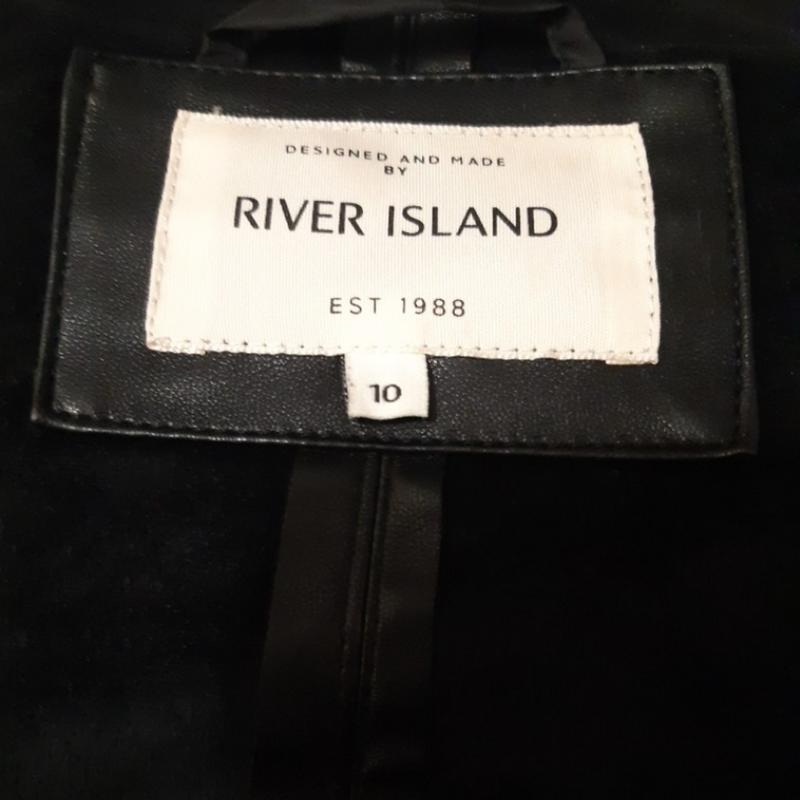 DESIGNED AND MADE
BY
RIVER ISLAND
EST 1988
10